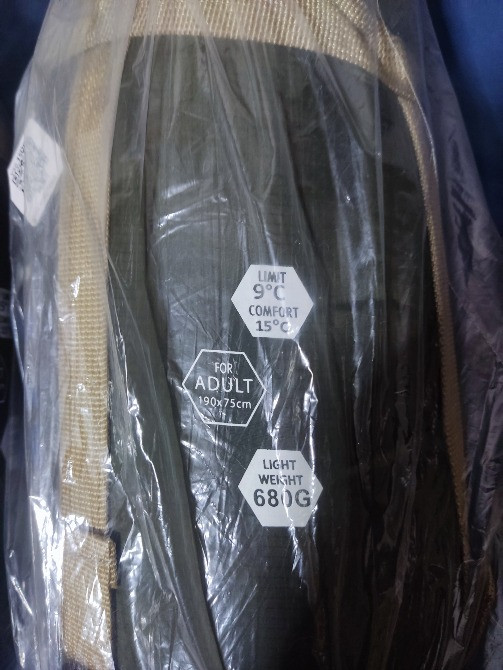 LIMIT
9°C
COMFORT
15°C
FOR
ADULT
190x75cm
LIGHT
WEIGHT
680G